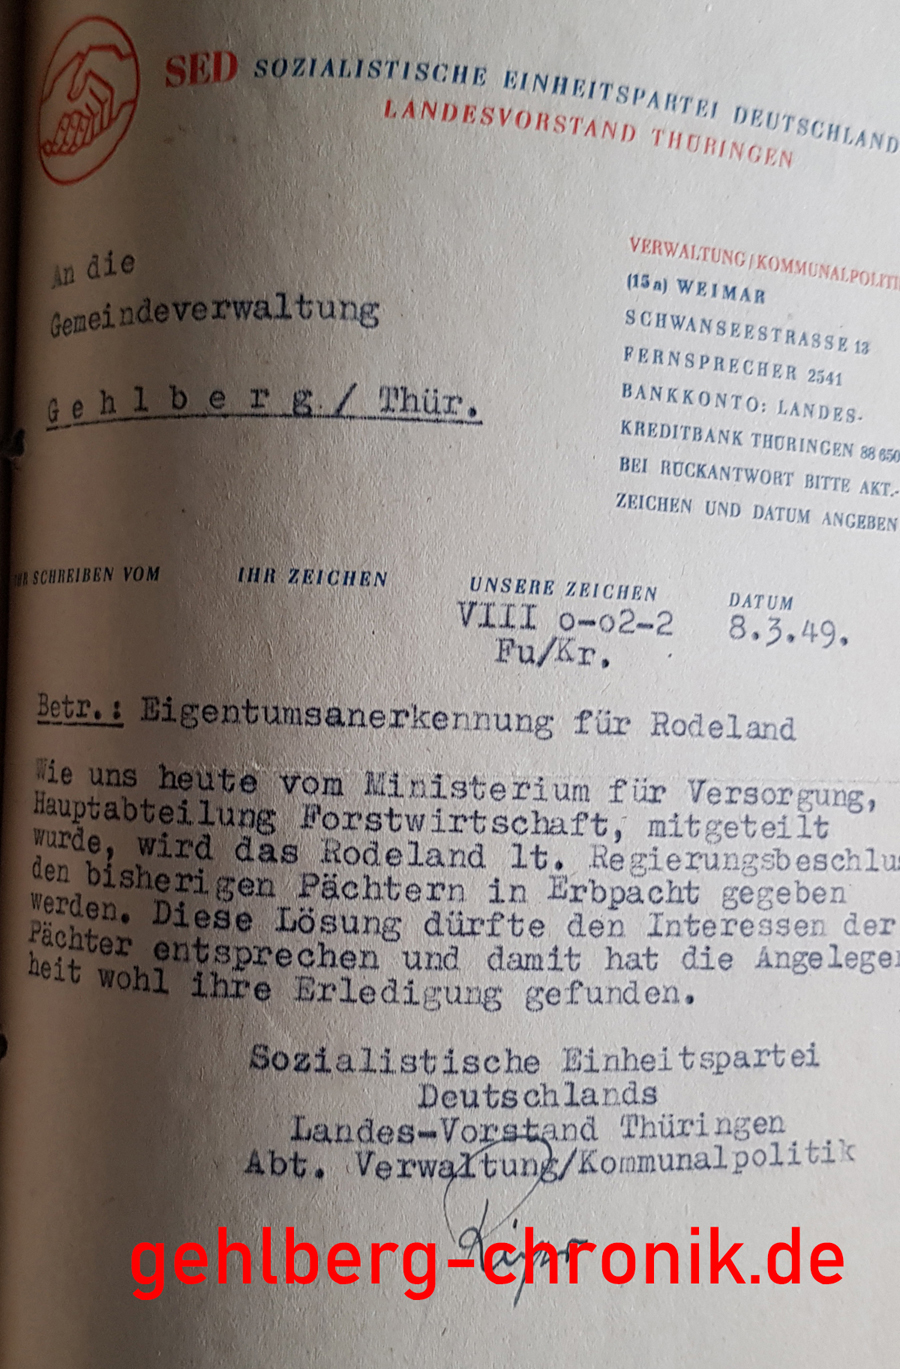 SED SOZIALISTISCHE EINHEITSPARTEI DEUTSCHLAND
LANDESVORSTAND THÜRINGEN
An die
Gemeindeverwaltung
G e h l b e r g / Thür.
VERWALTUNG/KOMMUNALPOLITI
(15a) WEIMAR
SCHWANSEESTRASSE 13
FERNSPRECHER 2541
BANKKONTO: LANDES-
KREDITBANK THÜRINGEN 88 650
BEI RÜCKANTWORT BITTE AKT.-
ZEICHEN UND DATUM ANGEBEN
IHR SCHREIBEN VOM IHR ZEICHEN UNSERE ZEICHEN DATUM
VIII o-o2-2 8.3.49.
Fu/Kr.
Betr.: Eigentumsanerkennung für Rodeland
Wie uns heute vom Ministerium für Versorgung,
Hauptabteilung Forstwirtschaft, mitgeteilt
wurde, wird das Rodeland lt. Regierungsbeschlus
den bisherigen Pächtern in Erbpacht gegeben
werden. Diese Lösung dürfte den Interessen der
Pächter entsprechen und damit hat die Angelegen
heit wohl ihre Erledigung gefunden.
Sozialistische Einheitspartei
Deutschlands
Landes-Vorstand Thüringen
Abt. Verwaltung/Kommunalpolitik
gehlberg-chronik.de